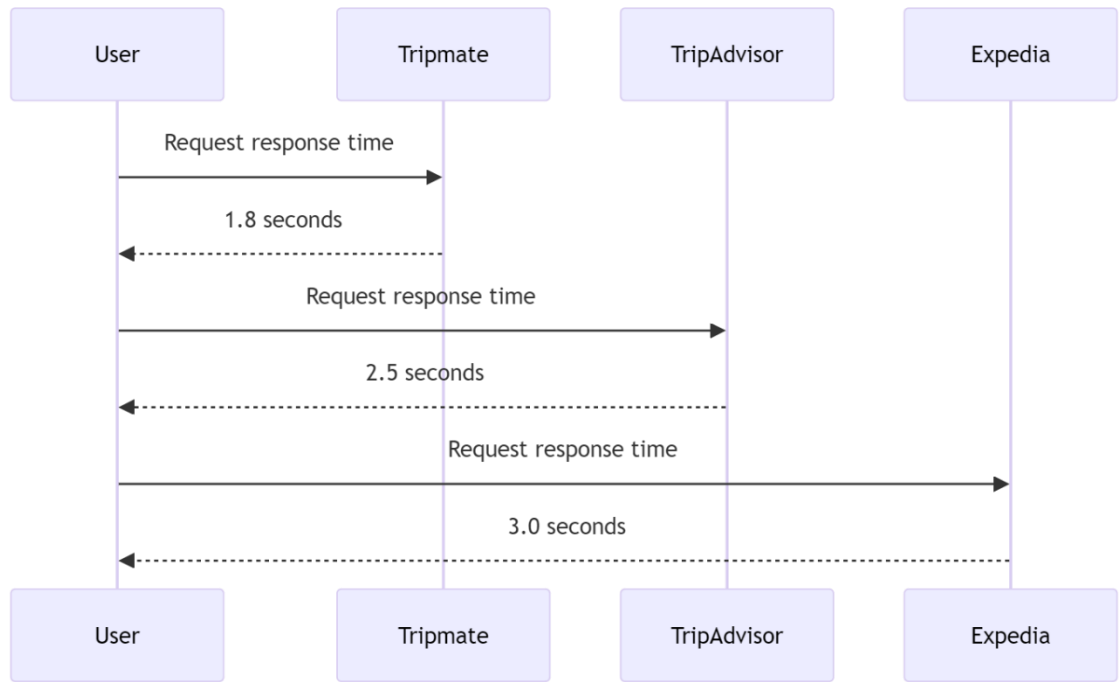 User
Tripmate
TripAdvisor
Expedia
Request response time
1.8 seconds
Request response time
2.5 seconds
Request response time
3.0 seconds
User
Tripmate
TripAdvisor
Expedia